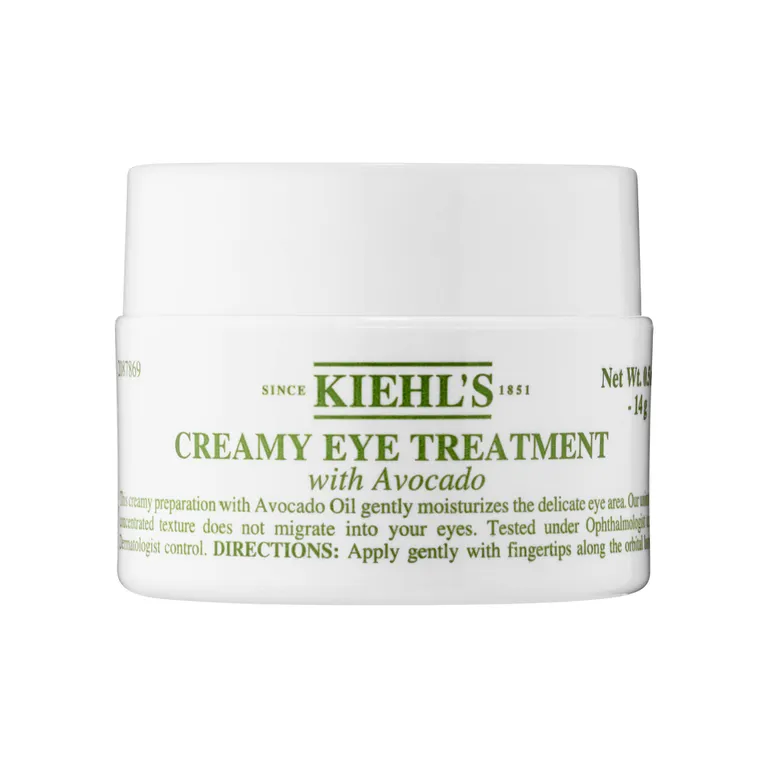 SINCE KIEHL'S 1851
Net Wt.
- 14 g
CREAMY EYE TREATMENT
with Avocado
This creamy preparation with Avocado Oil gently moisturizes the delicate eye area. Our
concentrated texture does not migrate into your eyes. Tested under Ophthalmologist
Dermatologist control. DIRECTIONS: Apply gently with fingertips along the orbital